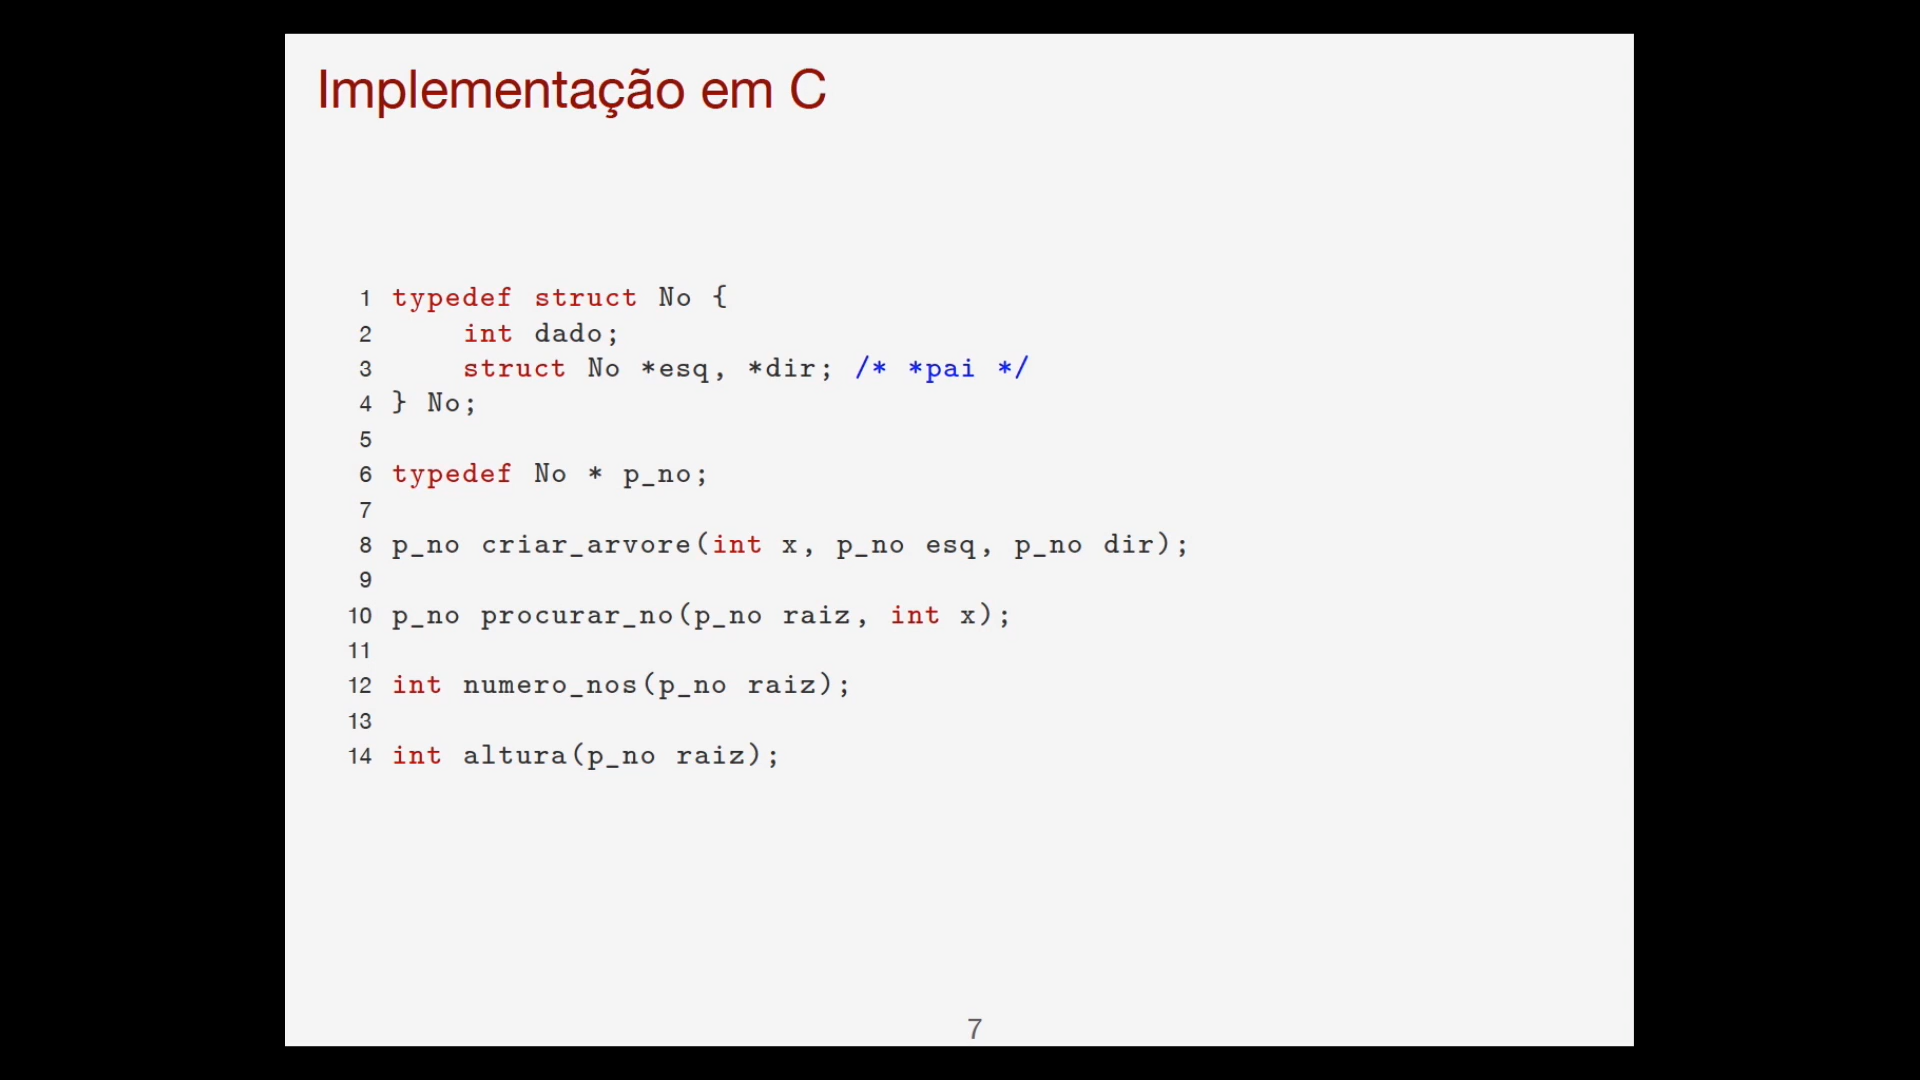 Implementação em C
1 typedef struct No {
2     int dado;
3     struct No *esq, *dir; /* *pai */
4 } No;
5
6 typedef No * p_no;
7
8 p_no criar_arvore(int x, p_no esq, p_no dir);
9
10 p_no procurar_no(p_no raiz, int x);
11
12 int numero_nos(p_no raiz);
13
14 int altura(p_no raiz);
7